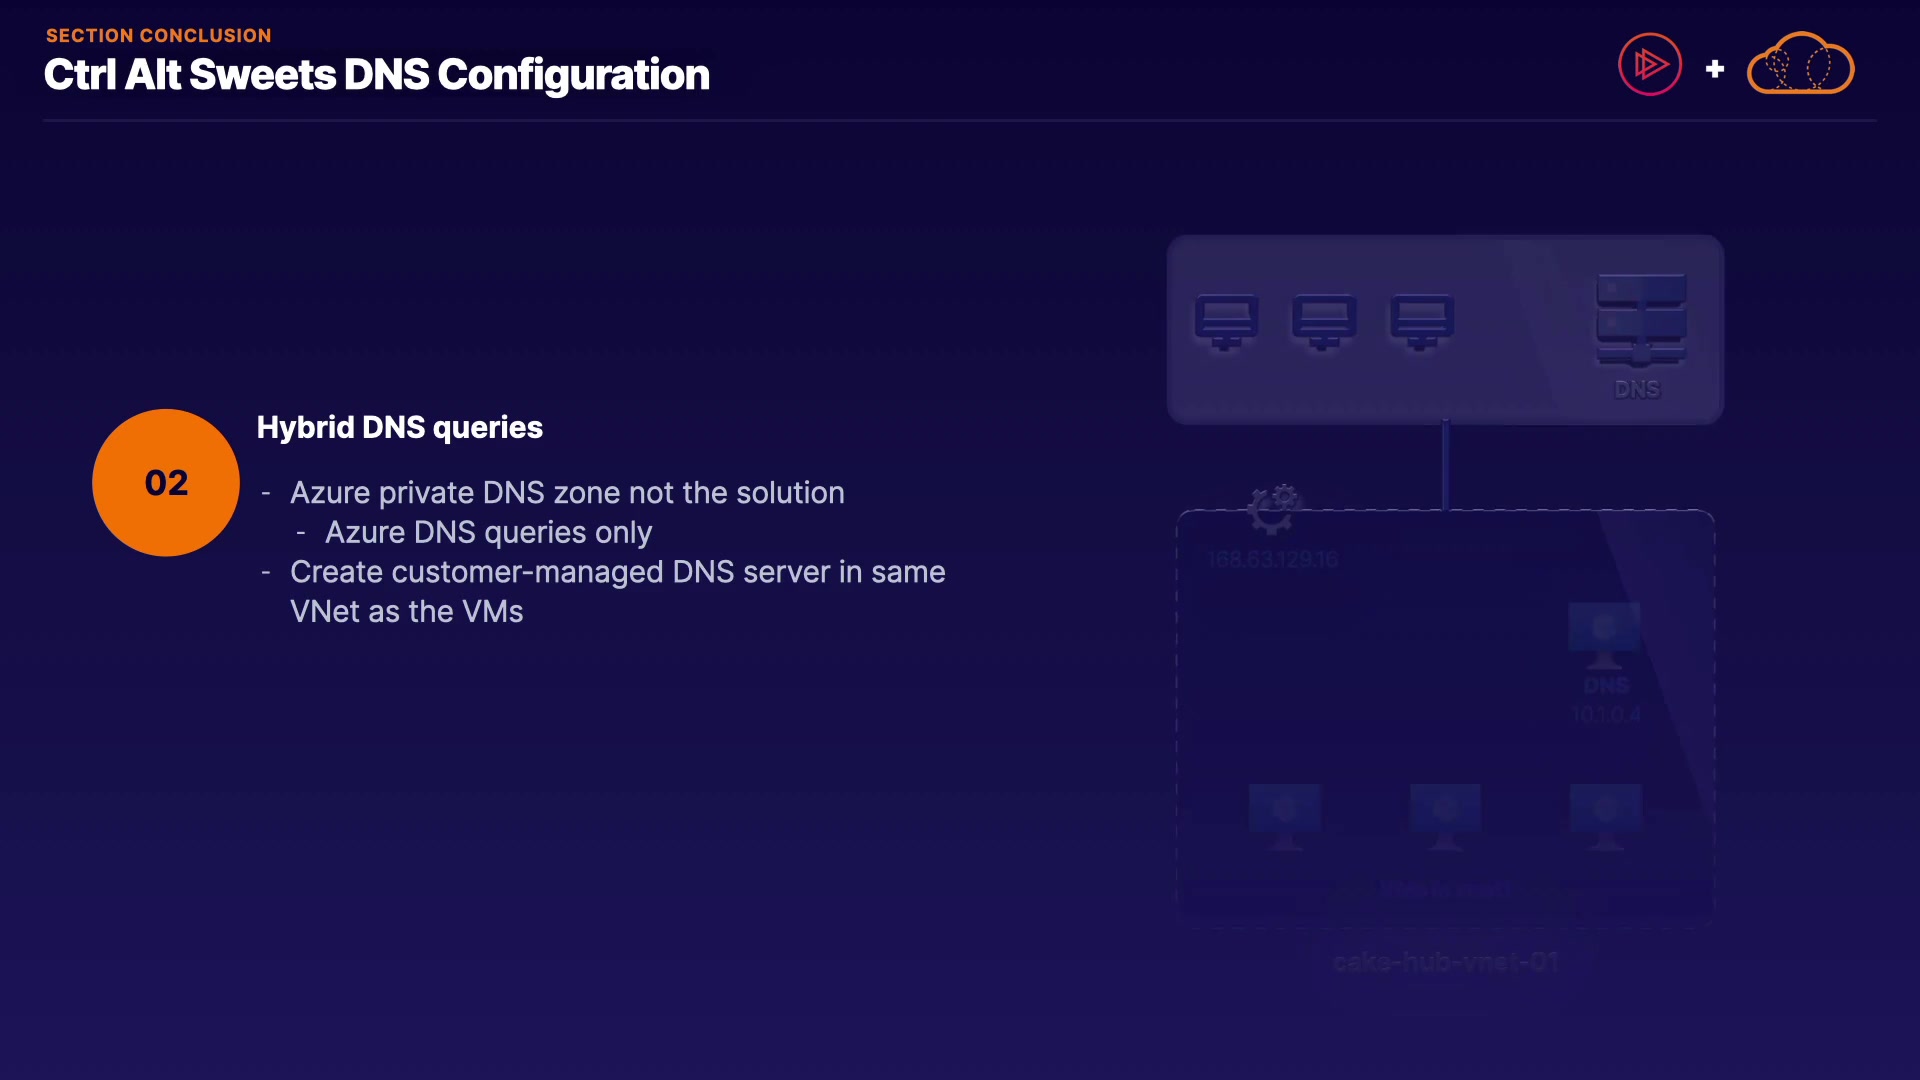 SECTION CONCLUSION
Ctrl Alt Sweets DNS Configuration
02
Hybrid DNS queries
- Azure private DNS zone not the solution
- Azure DNS queries only
- Create customer-managed DNS server in same
VNet as the VMs
DNS
168.63.129.16
DNS
10.1.0.4
cake-hub-vnet-01